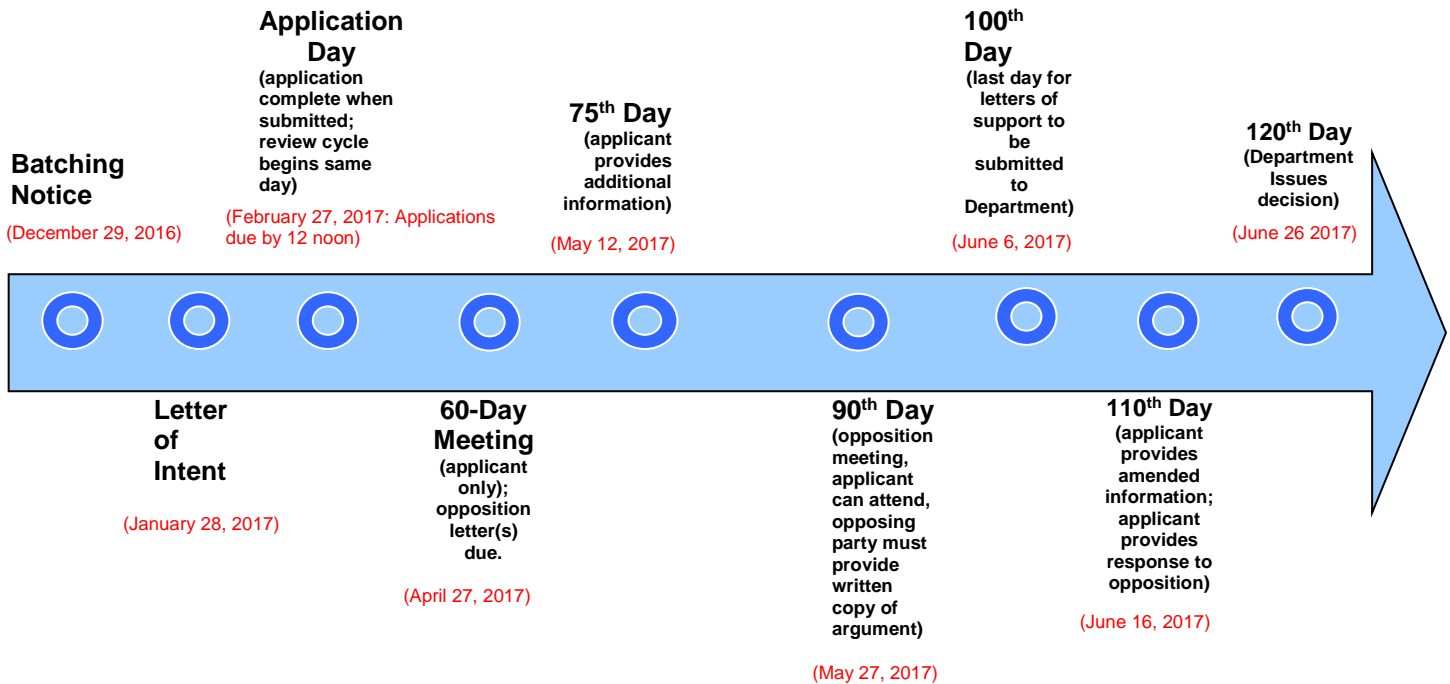 Batching
Notice
(December 29, 2016)
Letter
of
Intent
(January 28, 2017)
Application
Day
(application
complete when
submitted;
review cycle
begins same
day)
(February 27, 2017: Applications
due by 12 noon)
60-Day
Meeting
(applicant
only);
opposition
letter(s)
due.
(April 27, 2017)
75th Day
(applicant
provides
additional
information)
(May 12, 2017)
90th Day
(opposition
meeting,
applicant
can attend,
opposing
party must
provide
written
copy of
argument)
(May 27, 2017)
100th
Day
(last day for
letters of
support to
be
submitted
to
Department)
(June 6, 2017)
110th Day
(applicant
provides
amended
information;
applicant
provides
response to
opposition)
(June 16, 2017)
120th Day
(Department
Issues
decision)
(June 26 2017)